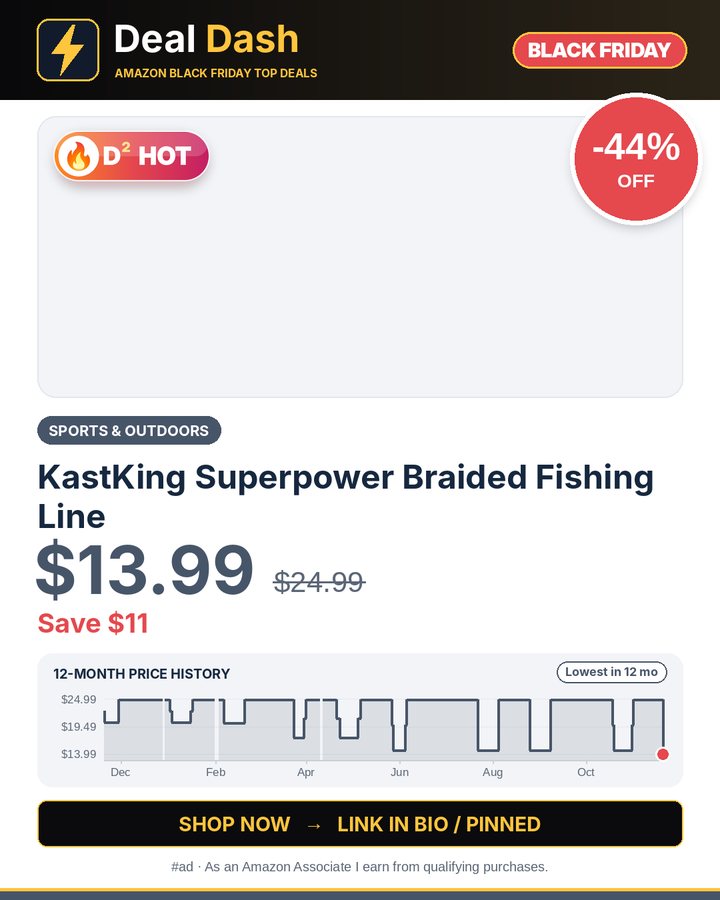 Deal Dash
AMAZON BLACK FRIDAY TOP DEALS
BLACK FRIDAY
-44%
OFF
🔥 D² HOT
SPORTS & OUTDOORS
KastKing Superpower Braided Fishing
Line
$13.99 $24.99
Save $11
12-MONTH PRICE HISTORY
Lowest in 12 mo
$24.99
$19.49
$13.99
Dec Feb Apr Jun Aug Oct
SHOP NOW → LINK IN BIO / PINNED
#ad · As an Amazon Associate I earn from qualifying purchases.